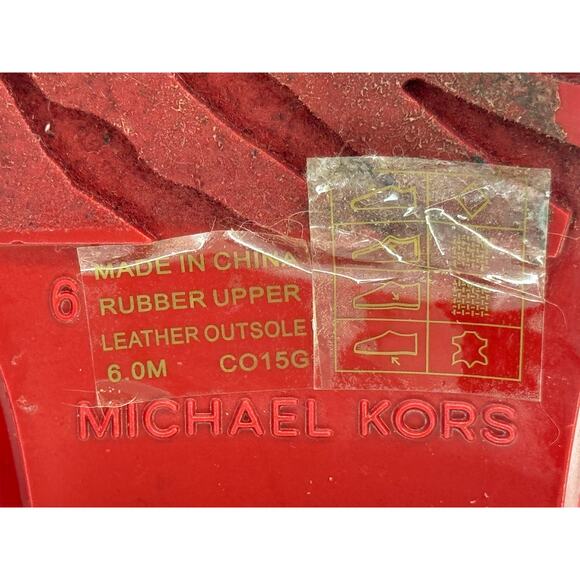 MADE IN CHINA
6
RUBBER UPPER
LEATHER OUTSOLE
6.0M CO15G
MICHAEL KORS